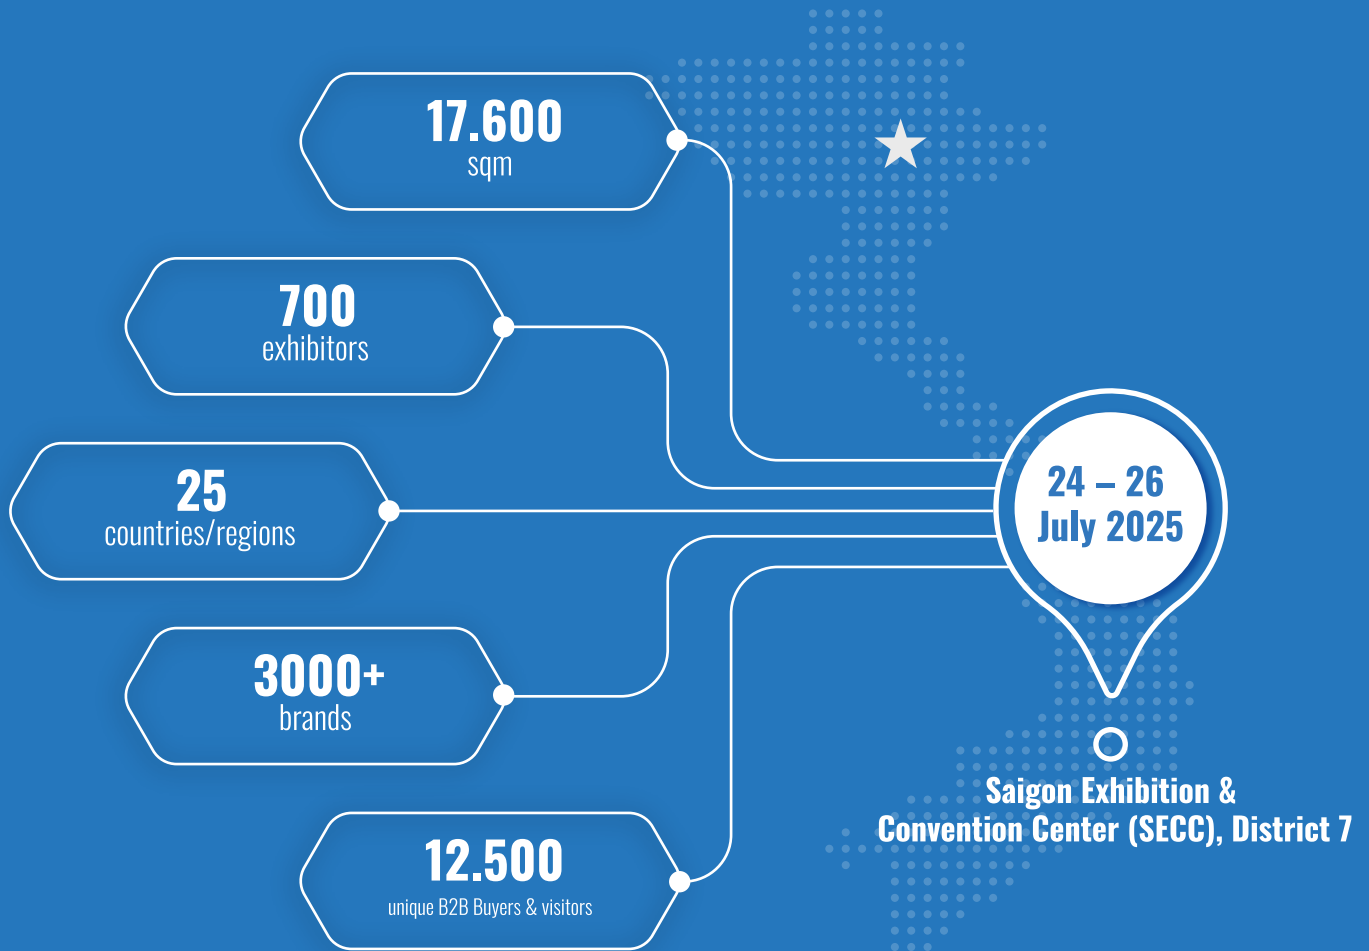 17.600
sqm
700
exhibitors
25
countries/regions
3000+
brands
12.500
unique B2B Buyers & visitors
24 – 26
July 2025
Saigon Exhibition &
Convention Center (SECC), District 7